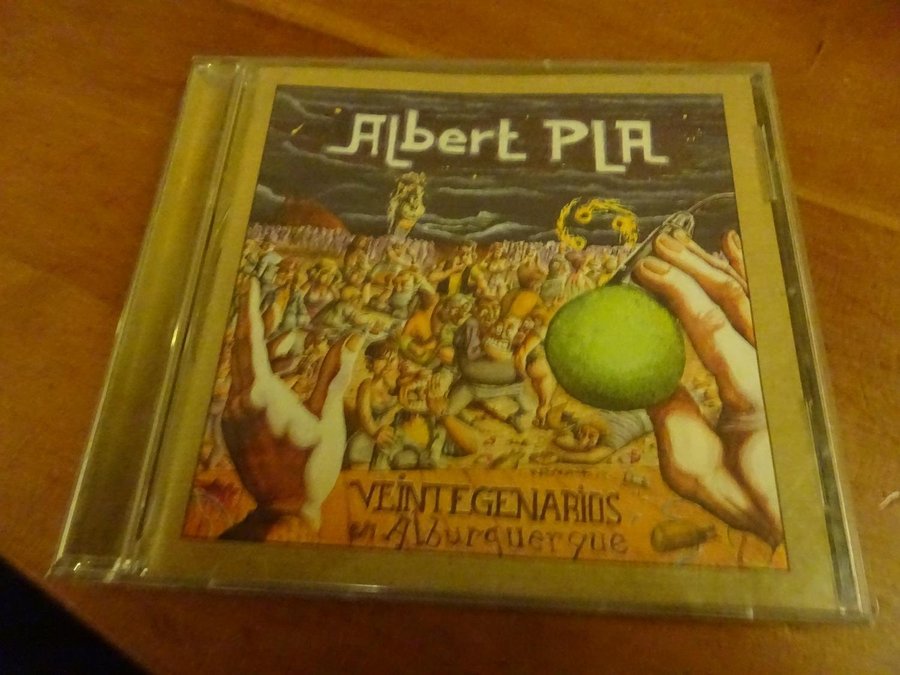 ALbert PLA
VEINTEGENARIOS
en Alburquerque